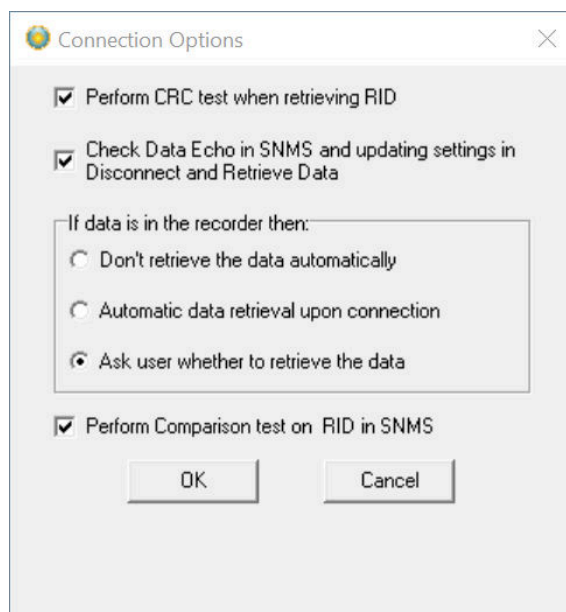 Connection Options
Perform CRC test when retrieving RID
Check Data Echo in SNMS and updating settings in
Disconnect and Retrieve Data
If data is in the recorder then:
Don't retrieve the data automatically
Automatic data retrieval upon connection
Ask user whether to retrieve the data
Perform Comparison test on RID in SNMS
OK
Cancel